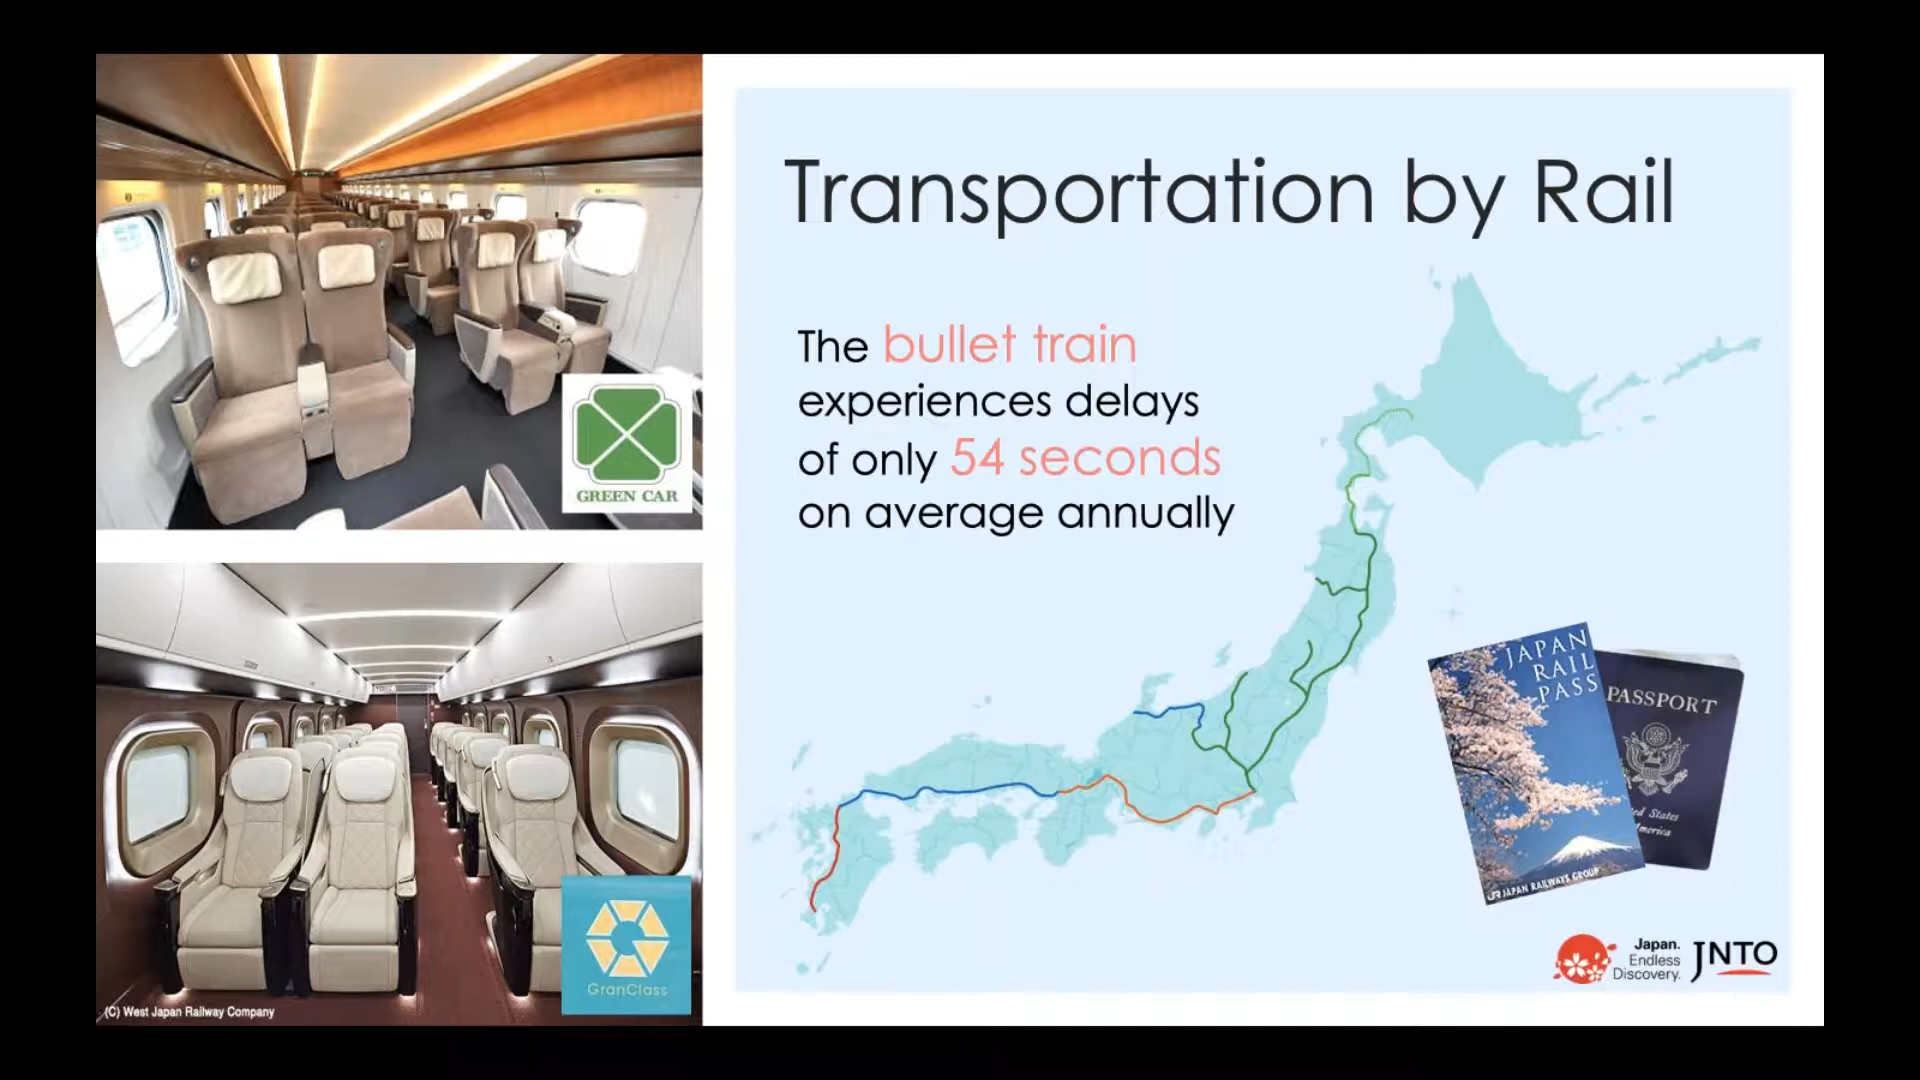 Transportation by Rail
The bullet train
experiences delays
of only 54 seconds
on average annually
GREEN CAR
GranClass
(C) West Japan Railway Company
JAPAN
RAIL
PASS
JR JAPAN RAILWAYS GROUP
PASSPORT
Japan.
Endless
Discovery.
JNTO